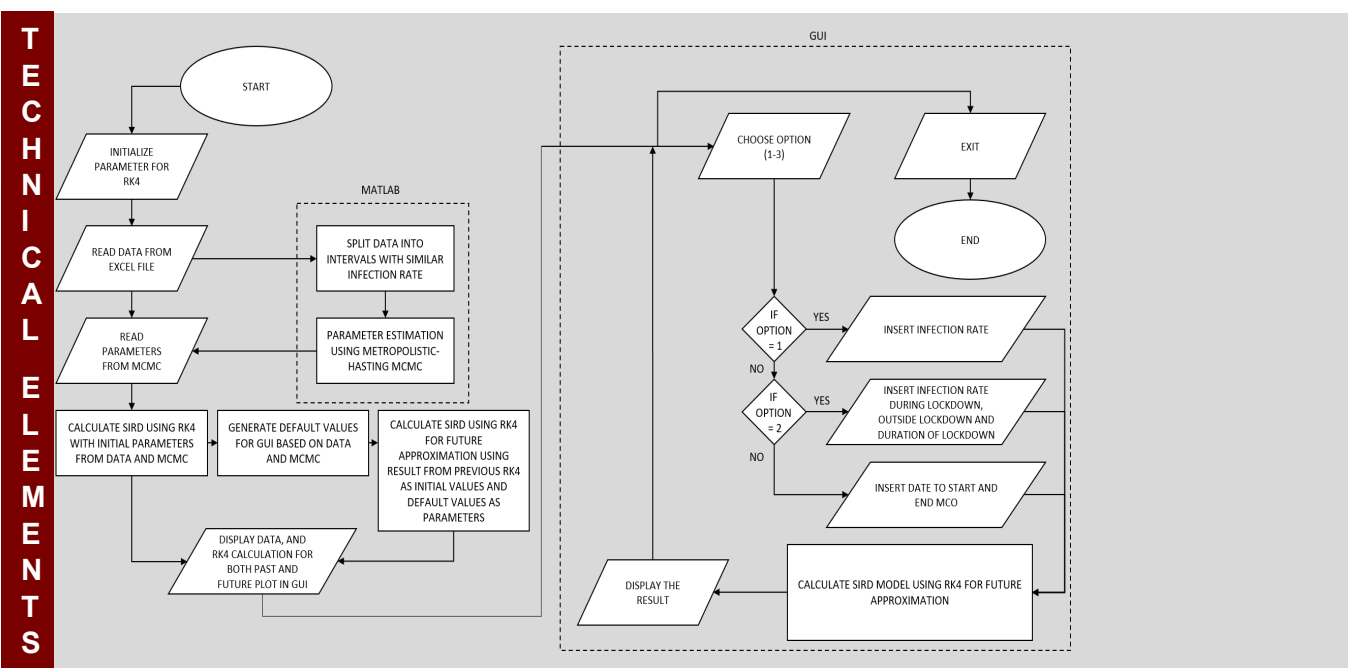 TECHNICAL ELEMENTS
START
INITIALIZE
PARAMETER FOR
RK4
READ DATA FROM
EXCEL FILE
MATLAB
SPLIT DATA INTO
INTERVALS WITH SIMILAR
INFECTION RATE
PARAMETER ESTIMATION
USING METROPOLISTIC-
HASTING MCMC
READ
PARAMETERS
FROM MCMC
CALCULATE SIRD USING RK4
WITH INITIAL PARAMETERS
FROM DATA AND MCMC
GENERATE DEFAULT VALUES
FOR GUI BASED ON DATA
AND MCMC
CALCULATE SIRD USING RK4
FOR FUTURE
APPROXIMATION USING
RESULT FROM PREVIOUS RK4
AS INITIAL VALUES AND
DEFAULT VALUES AS
PARAMETERS
DISPLAY DATA, AND
RK4 CALCULATION FOR
BOTH PAST AND
FUTURE PLOT IN GUI
GUI
CHOOSE OPTION
(1-3)
EXIT
END
IF
OPTION
= 1
YES
INSERT INFECTION RATE
NO
IF
OPTION
= 2
YES
INSERT INFECTION RATE
DURING LOCKDOWN,
OUTSIDE LOCKDOWN AND
DURATION OF LOCKDOWN
NO
INSERT DATE TO START AND
END MCO
CALCULATE SIRD MODEL USING RK4 FOR FUTURE
APPROXIMATION
DISPLAY THE
RESULT